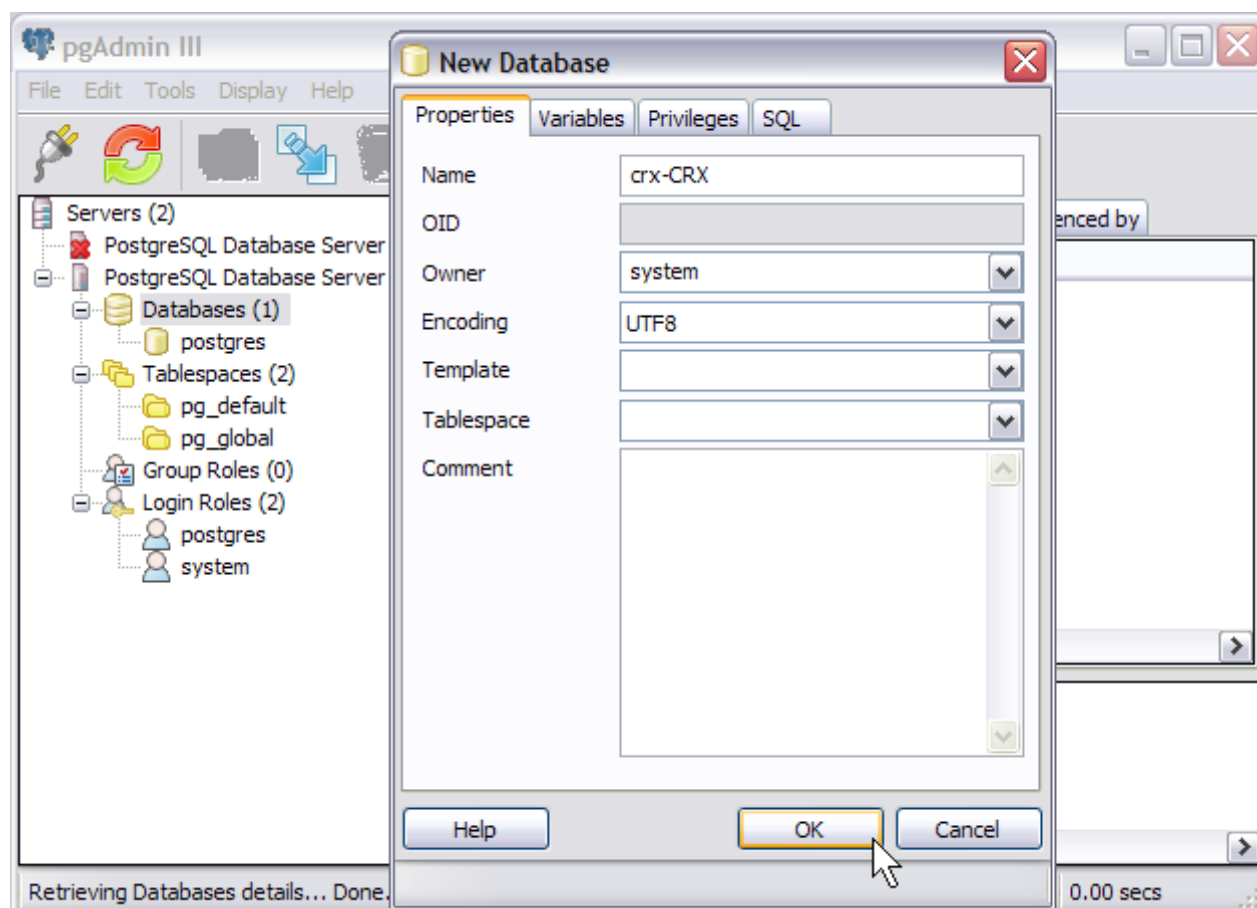 pgAdmin III
File Edit Tools Display Help
Servers (2)
PostgreSQL Database Server
PostgreSQL Database Server
Databases (1)
postgres
Tablespaces (2)
pg_default
pg_global
Group Roles (0)
Login Roles (2)
postgres
system
Retrieving Databases details... Done.
New Database
Properties Variables Privileges SQL
Name crx-CRX
OID
Owner system
Encoding UTF8
Template
Tablespace
Comment
Help OK Cancel
enced by
0.00 secs